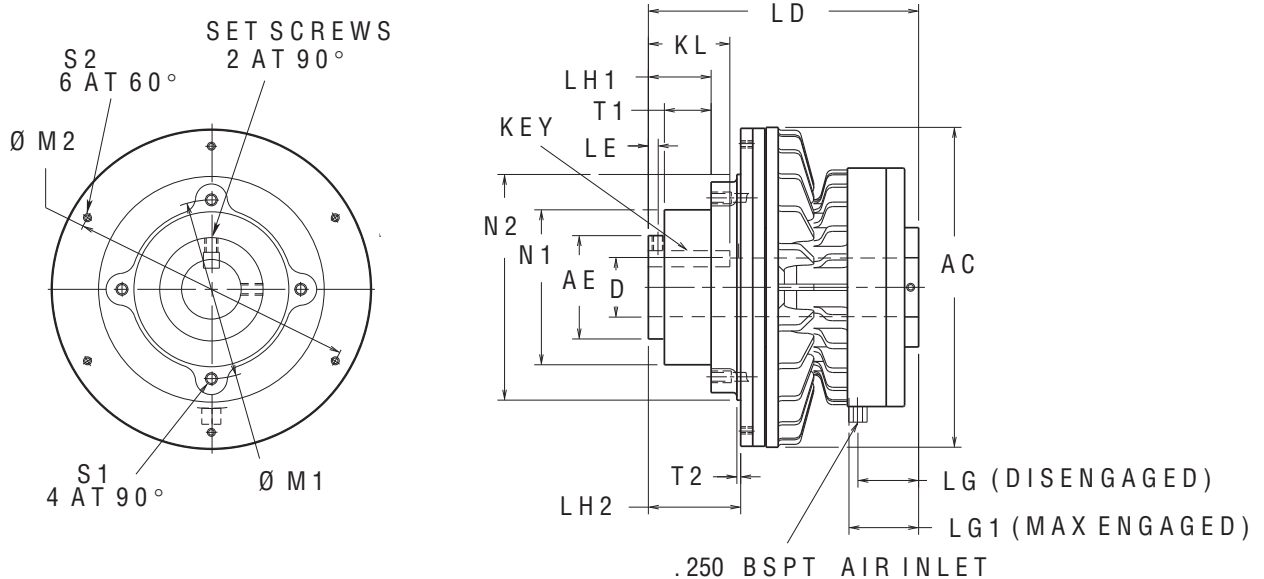 SET SCREWS
2 AT 90°
S2
6 AT 60°
Ø M2
S1
4 AT 90°
Ø M1
LD
KL
LH1
T1
KEY
LE
N2
N1
AE
D
AC
T2
LH2
LG (DISENGAGED)
LG1 (MAX ENGAGED)
.250 BSPT AIR INLET